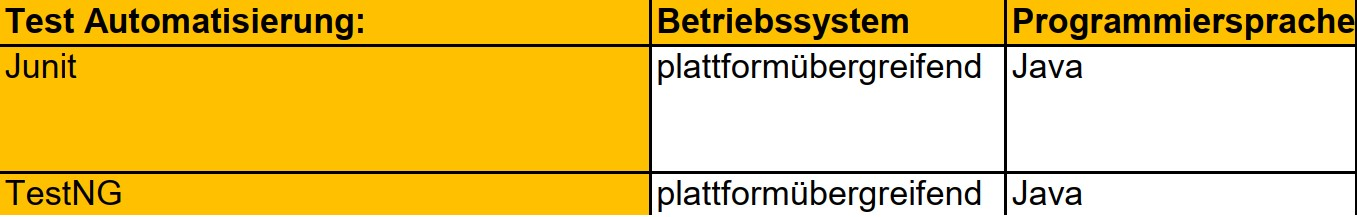 Test Automatisierung: Betriebssystem Programmiersprache
Junit plattformübergreifend Java
TestNG plattformübergreifend Java